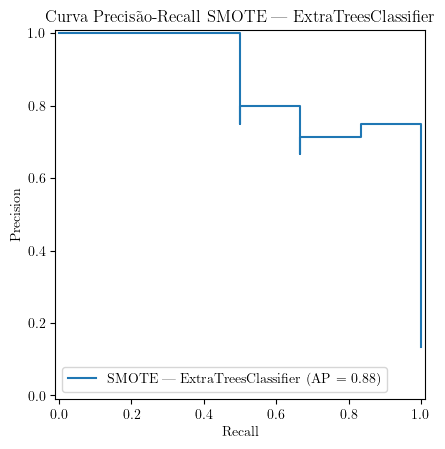 Curva Precisão-Recall SMOTE — ExtraTreesClassifier
1.0
0.8
0.6
0.4
0.2
0.0
Precision
SMOTE — ExtraTreesClassifier (AP = 0.88)
0.0 0.2 0.4 0.6 0.8 1.0
Recall